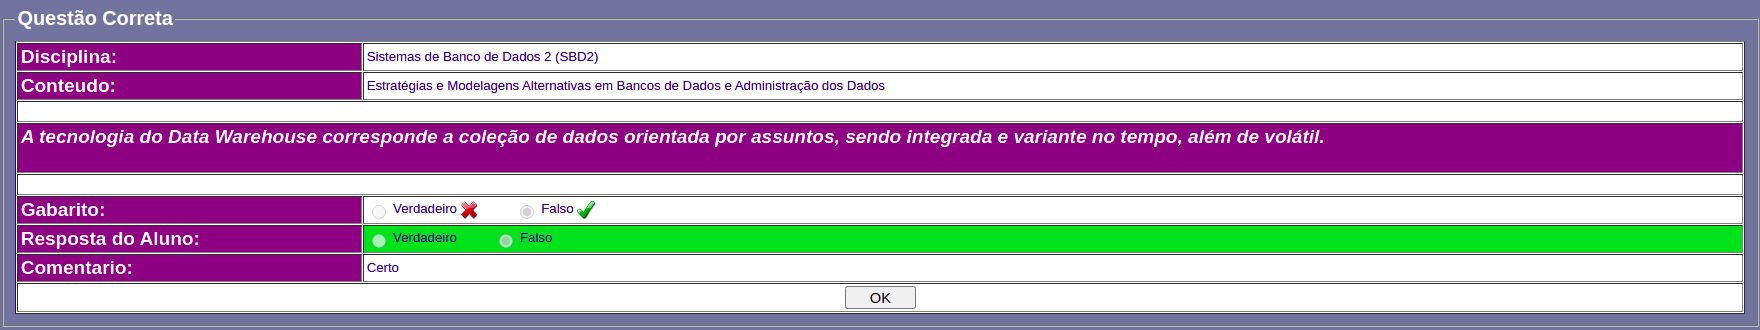 Questão Correta
Disciplina: Sistemas de Banco de Dados 2 (SBD2)
Conteudo: Estratégias e Modelagens Alternativas em Bancos de Dados e Administração dos Dados
A tecnologia do Data Warehouse corresponde a coleção de dados orientada por assuntos, sendo integrada e variante no tempo, além de volátil.
Gabarito: Verdadeiro Falso
Resposta do Aluno: Verdadeiro Falso
Comentario: Certo
OK